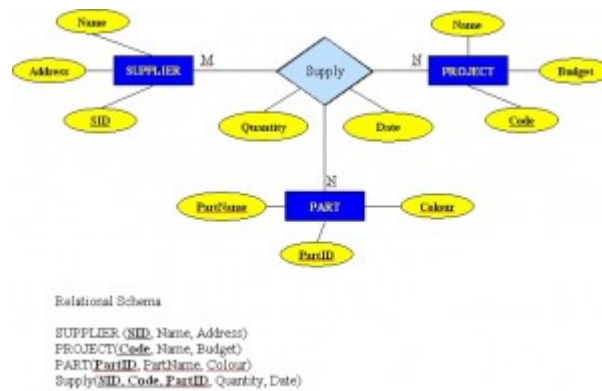 Name
Name
Address
SUPPLIER
M
Supply
N
PROJECT
Budget
SID
Quantity
Date
Code
N
PartName
PART
Colour
PartID
Relational Schema
SUPPLIER (SID, Name, Address)
PROJECT(Code, Name, Budget)
PART(PartID, PartName, Colour)
Supply(SID, Code, PartID, Quantity, Date)